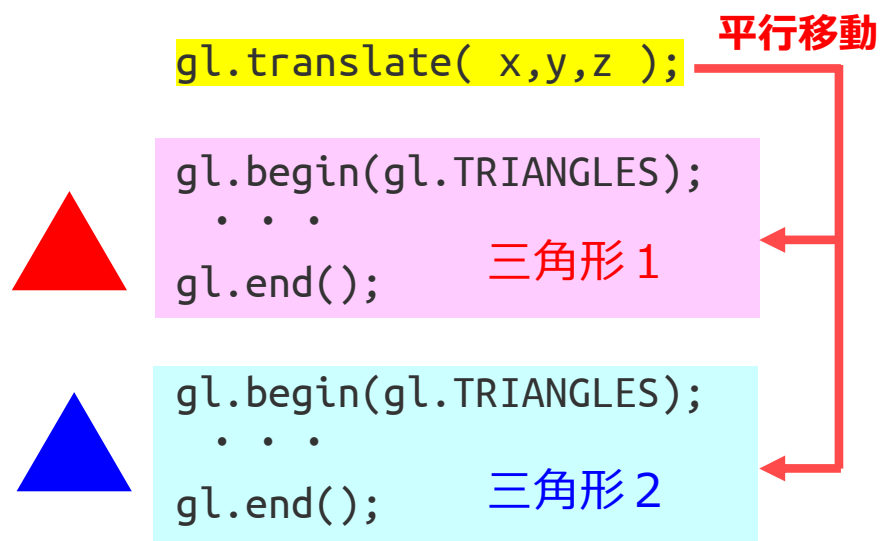 平行移動
gl.translate( x,y,z );
gl.begin(gl.TRIANGLES);
・・・
三角形１
gl.end();
gl.begin(gl.TRIANGLES);
・・・
三角形２
gl.end();